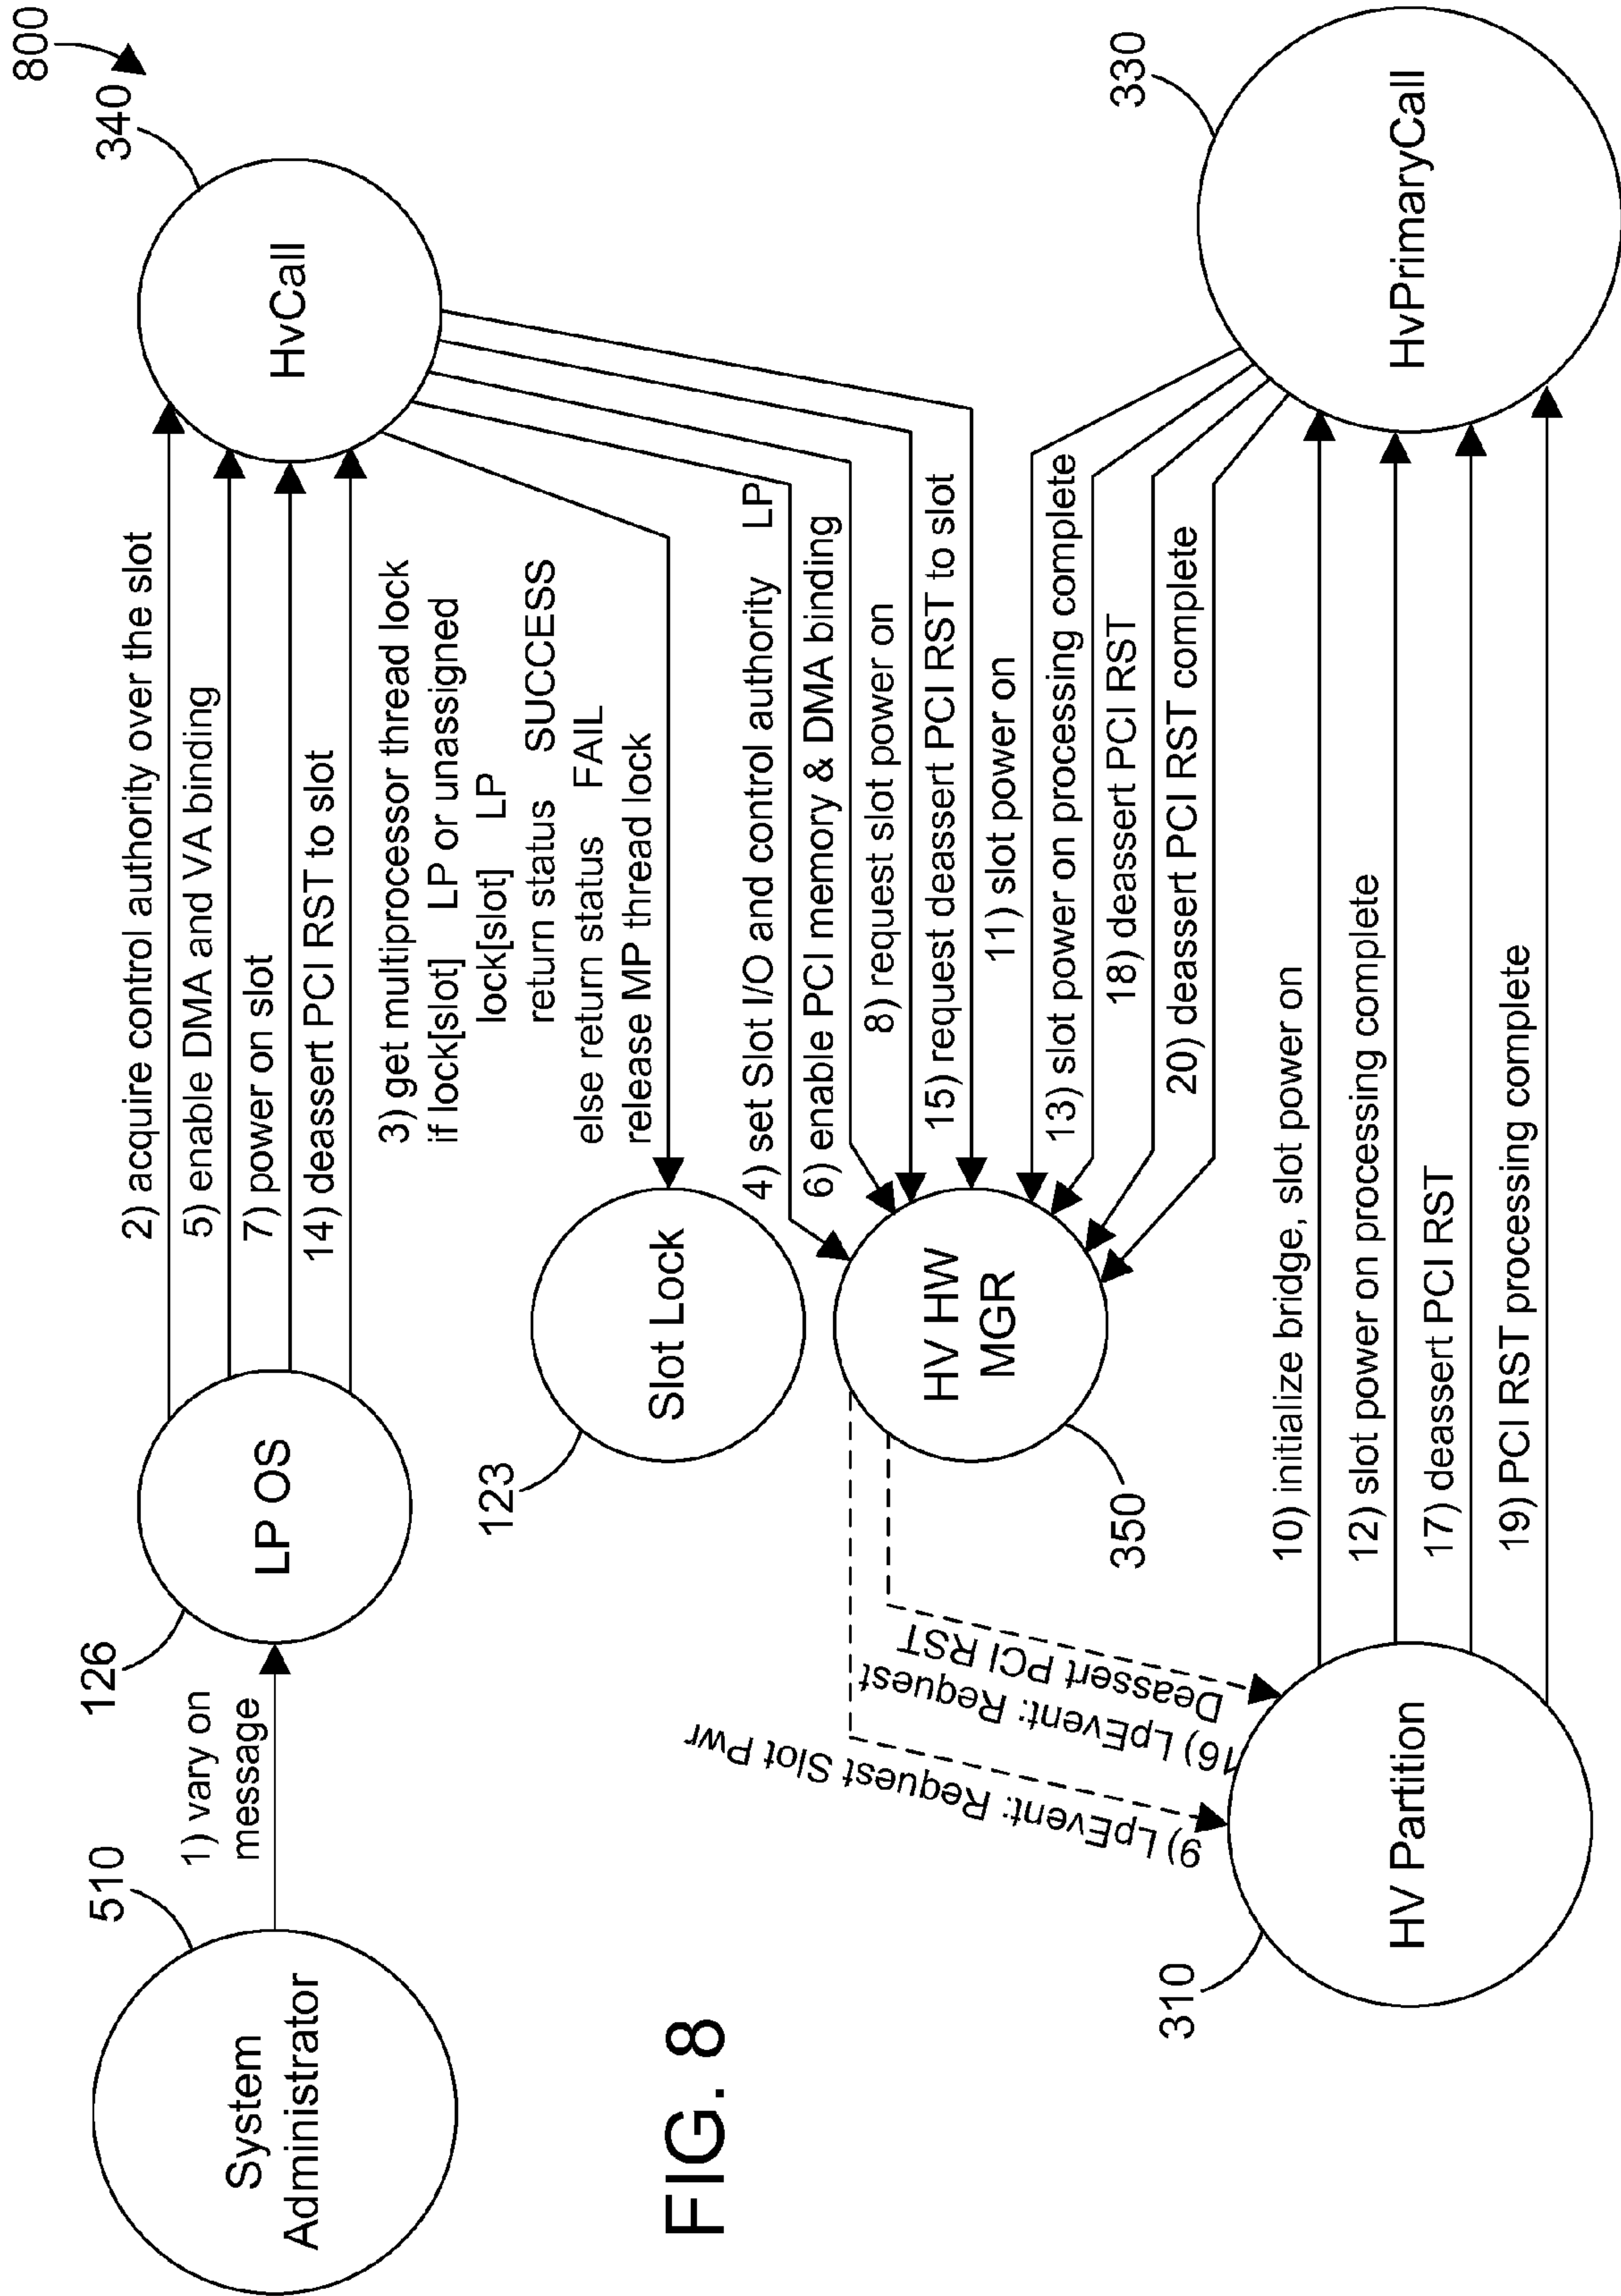 800
510
System
Administrator
1) vary on
message
126
LP OS
2) acquire control authority over the slot
5) enable DMA and VA binding
7) power on slot
14) deassert PCI RST to slot
340
HvCall
3) get multiprocessor thread lock
if lock[slot] LP or unassigned
lock[slot] LP
return status SUCCESS
else return status FAIL
release MP thread lock
123
Slot Lock
4) set Slot I/O and control authority LP
6) enable PCI memory & DMA binding
8) request slot power on
15) request deassert PCI RST to slot
HV HW
MGR
350
11) slot power on
13) slot power on processing complete
18) deassert PCI RST
20) deassert PCI RST complete
9) LpEvent: Request Slot Pwr
16) LpEvent: Request
Deassert PCI RST
310
HV Partition
10) initialize bridge, slot power on
12) slot power on processing complete
17) deassert PCI RST
19) PCI RST processing complete
330
HvPrimaryCall
FIG. 8